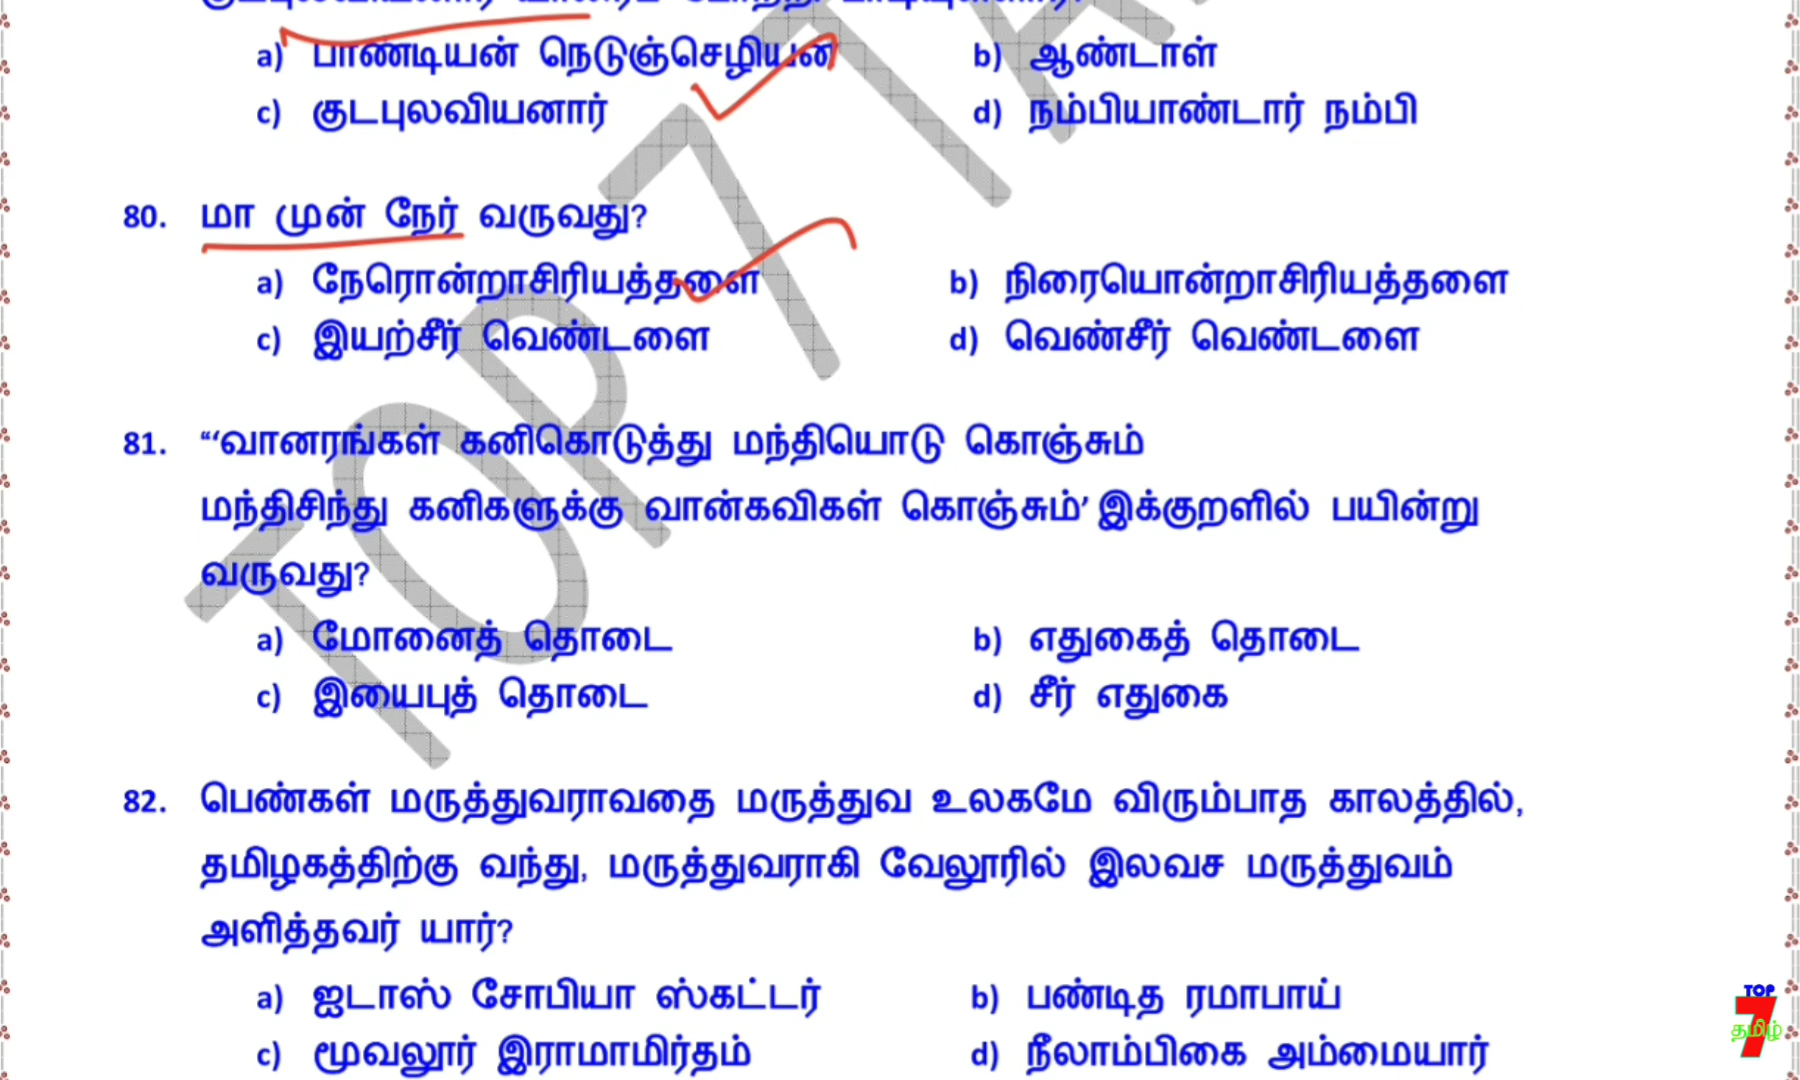 a) பாண்டியன் நெடுஞ்செழியன் b) ஆண்டாள்
c) குடபுலவியனார் d) நம்பியாண்டார் நம்பி
80. மா முன் நேர் வருவது?
a) நேரொன்றாசிரியத்தளை b) நிரையொன்றாசிரியத்தளை
c) இயற்சீர் வெண்டளை d) வெண்சீர் வெண்டளை
81. “‘வானரங்கள் கனிகொடுத்து மந்தியொடு கொஞ்சும்
மந்திசிந்து கனிகளுக்கு வான்கவிகள் கொஞ்சும்’ இக்குறளில் பயின்று
வருவது?
a) மோனைத் தொடை b) எதுகைத் தொடை
c) இயைபுத் தொடை d) சீர் எதுகை
82. பெண்கள் மருத்துவராவதை மருத்துவ உலகமே விரும்பாத காலத்தில்,
தமிழகத்திற்கு வந்து, மருத்துவராகி வேலூரில் இலவச மருத்துவம்
அளித்தவர் யார்?
a) ஐடாஸ் சோபியா ஸ்கட்டர் b) பண்டித ரமாபாய்
c) மூவலூர் இராமாமிர்தம் d) நீலாம்பிகை அம்மையார்
TOP 7 TA
TOP
7
தமிழ்